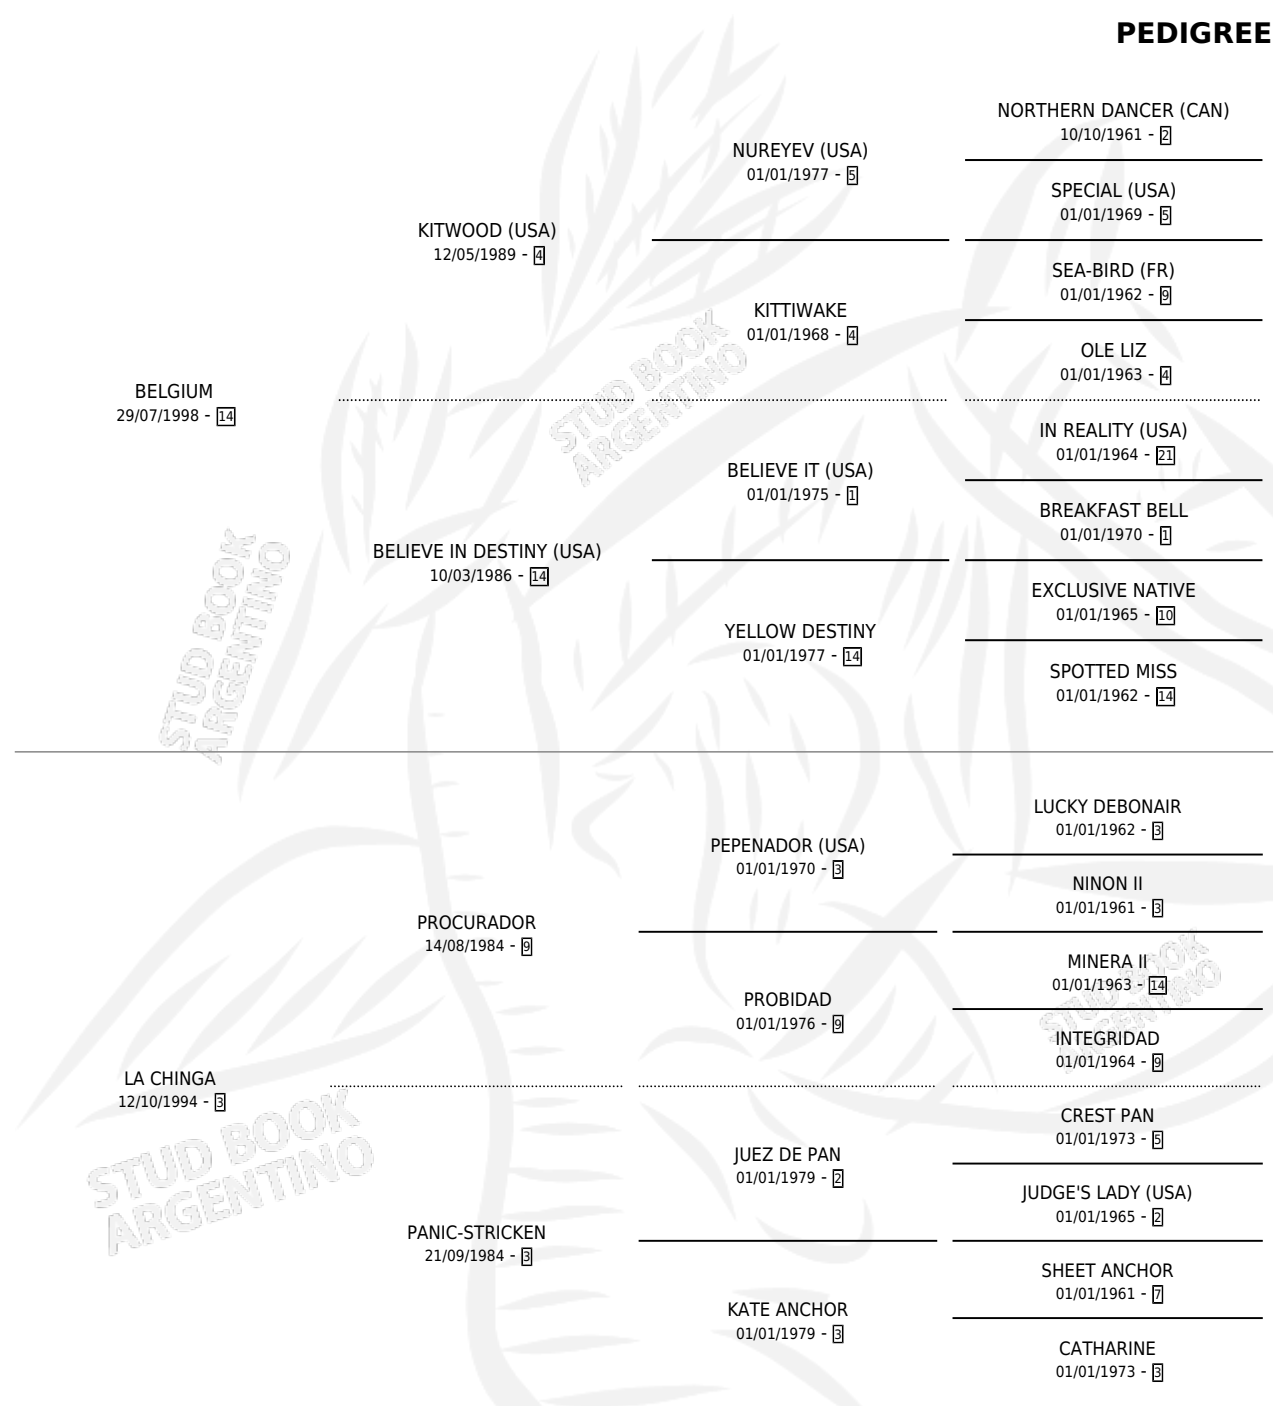 PEDIGREE
NORTHERN DANCER (CAN)
10/10/1961 - 2
NUREYEV (USA)
01/01/1977 - 5
SPECIAL (USA)
01/01/1969 - 5
KITWOOD (USA)
12/05/1989 - 4
SEA-BIRD (FR)
01/01/1962 - 9
KITTIWAKE
01/01/1968 - 4
OLE LIZ
01/01/1963 - 4
BELGIUM
29/07/1998 - 14
IN REALITY (USA)
01/01/1964 - 21
BELIEVE IT (USA)
01/01/1975 - 1
BREAKFAST BELL
01/01/1970 - 1
BELIEVE IN DESTINY (USA)
10/03/1986 - 14
EXCLUSIVE NATIVE
01/01/1965 - 10
YELLOW DESTINY
01/01/1977 - 14
SPOTTED MISS
01/01/1962 - 14
STUD BOOK
ARGENTINO
STUD BOOK
ARGENTINO
LUCKY DEBONAIR
01/01/1962 - 3
PEPENADOR (USA)
01/01/1970 - 3
NINON II
01/01/1961 - 3
PROCURADOR
14/08/1984 - 9
MINERA II
01/01/1963 - 14
PROBIDAD
01/01/1976 - 9
INTEGRIDAD
01/01/1964 - 9
STUD BOOK
ARGENTINO
LA CHINGA
12/10/1994 - 3
CREST PAN
01/01/1973 - 5
JUEZ DE PAN
01/01/1979 - 2
JUDGE'S LADY (USA)
01/01/1965 - 2
PANIC-STRICKEN
21/09/1984 - 3
SHEET ANCHOR
01/01/1961 - 7
KATE ANCHOR
01/01/1979 - 3
CATHARINE
01/01/1973 - 3
STUD BOOK
ARGENTINO